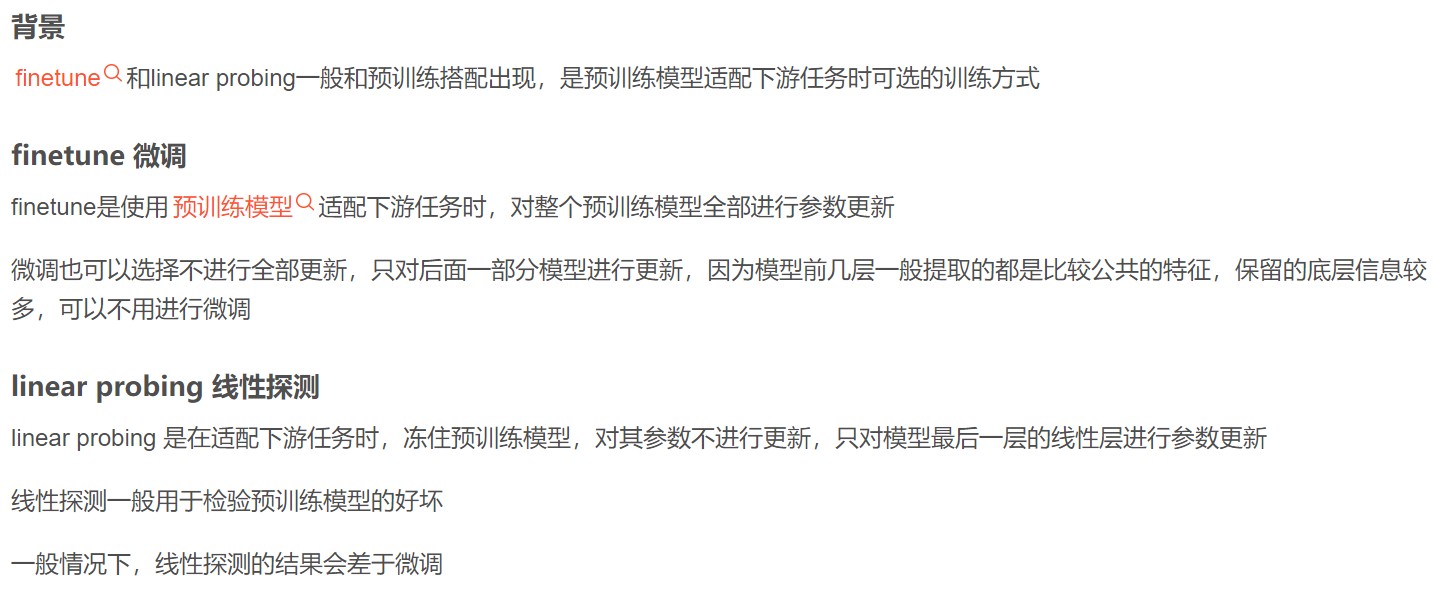 背景
finetune和linear probing一般和预训练搭配出现，是预训练模型适配下游任务时可选的训练方式
finetune 微调
finetune是使用预训练模型适配下游任务时，对整个预训练模型全部进行参数更新
微调也可以选择不进行全部更新，只对后面一部分模型进行更新，因为模型前几层一般提取的都是比较公共的特征，保留的底层信息较
多，可以不用进行微调
linear probing 线性探测
linear probing 是在适配下游任务时，冻住预训练模型，对其参数不进行更新，只对模型最后一层的线性层进行参数更新
线性探测一般用于检验预训练模型的好坏
一般情况下，线性探测的结果会差于微调